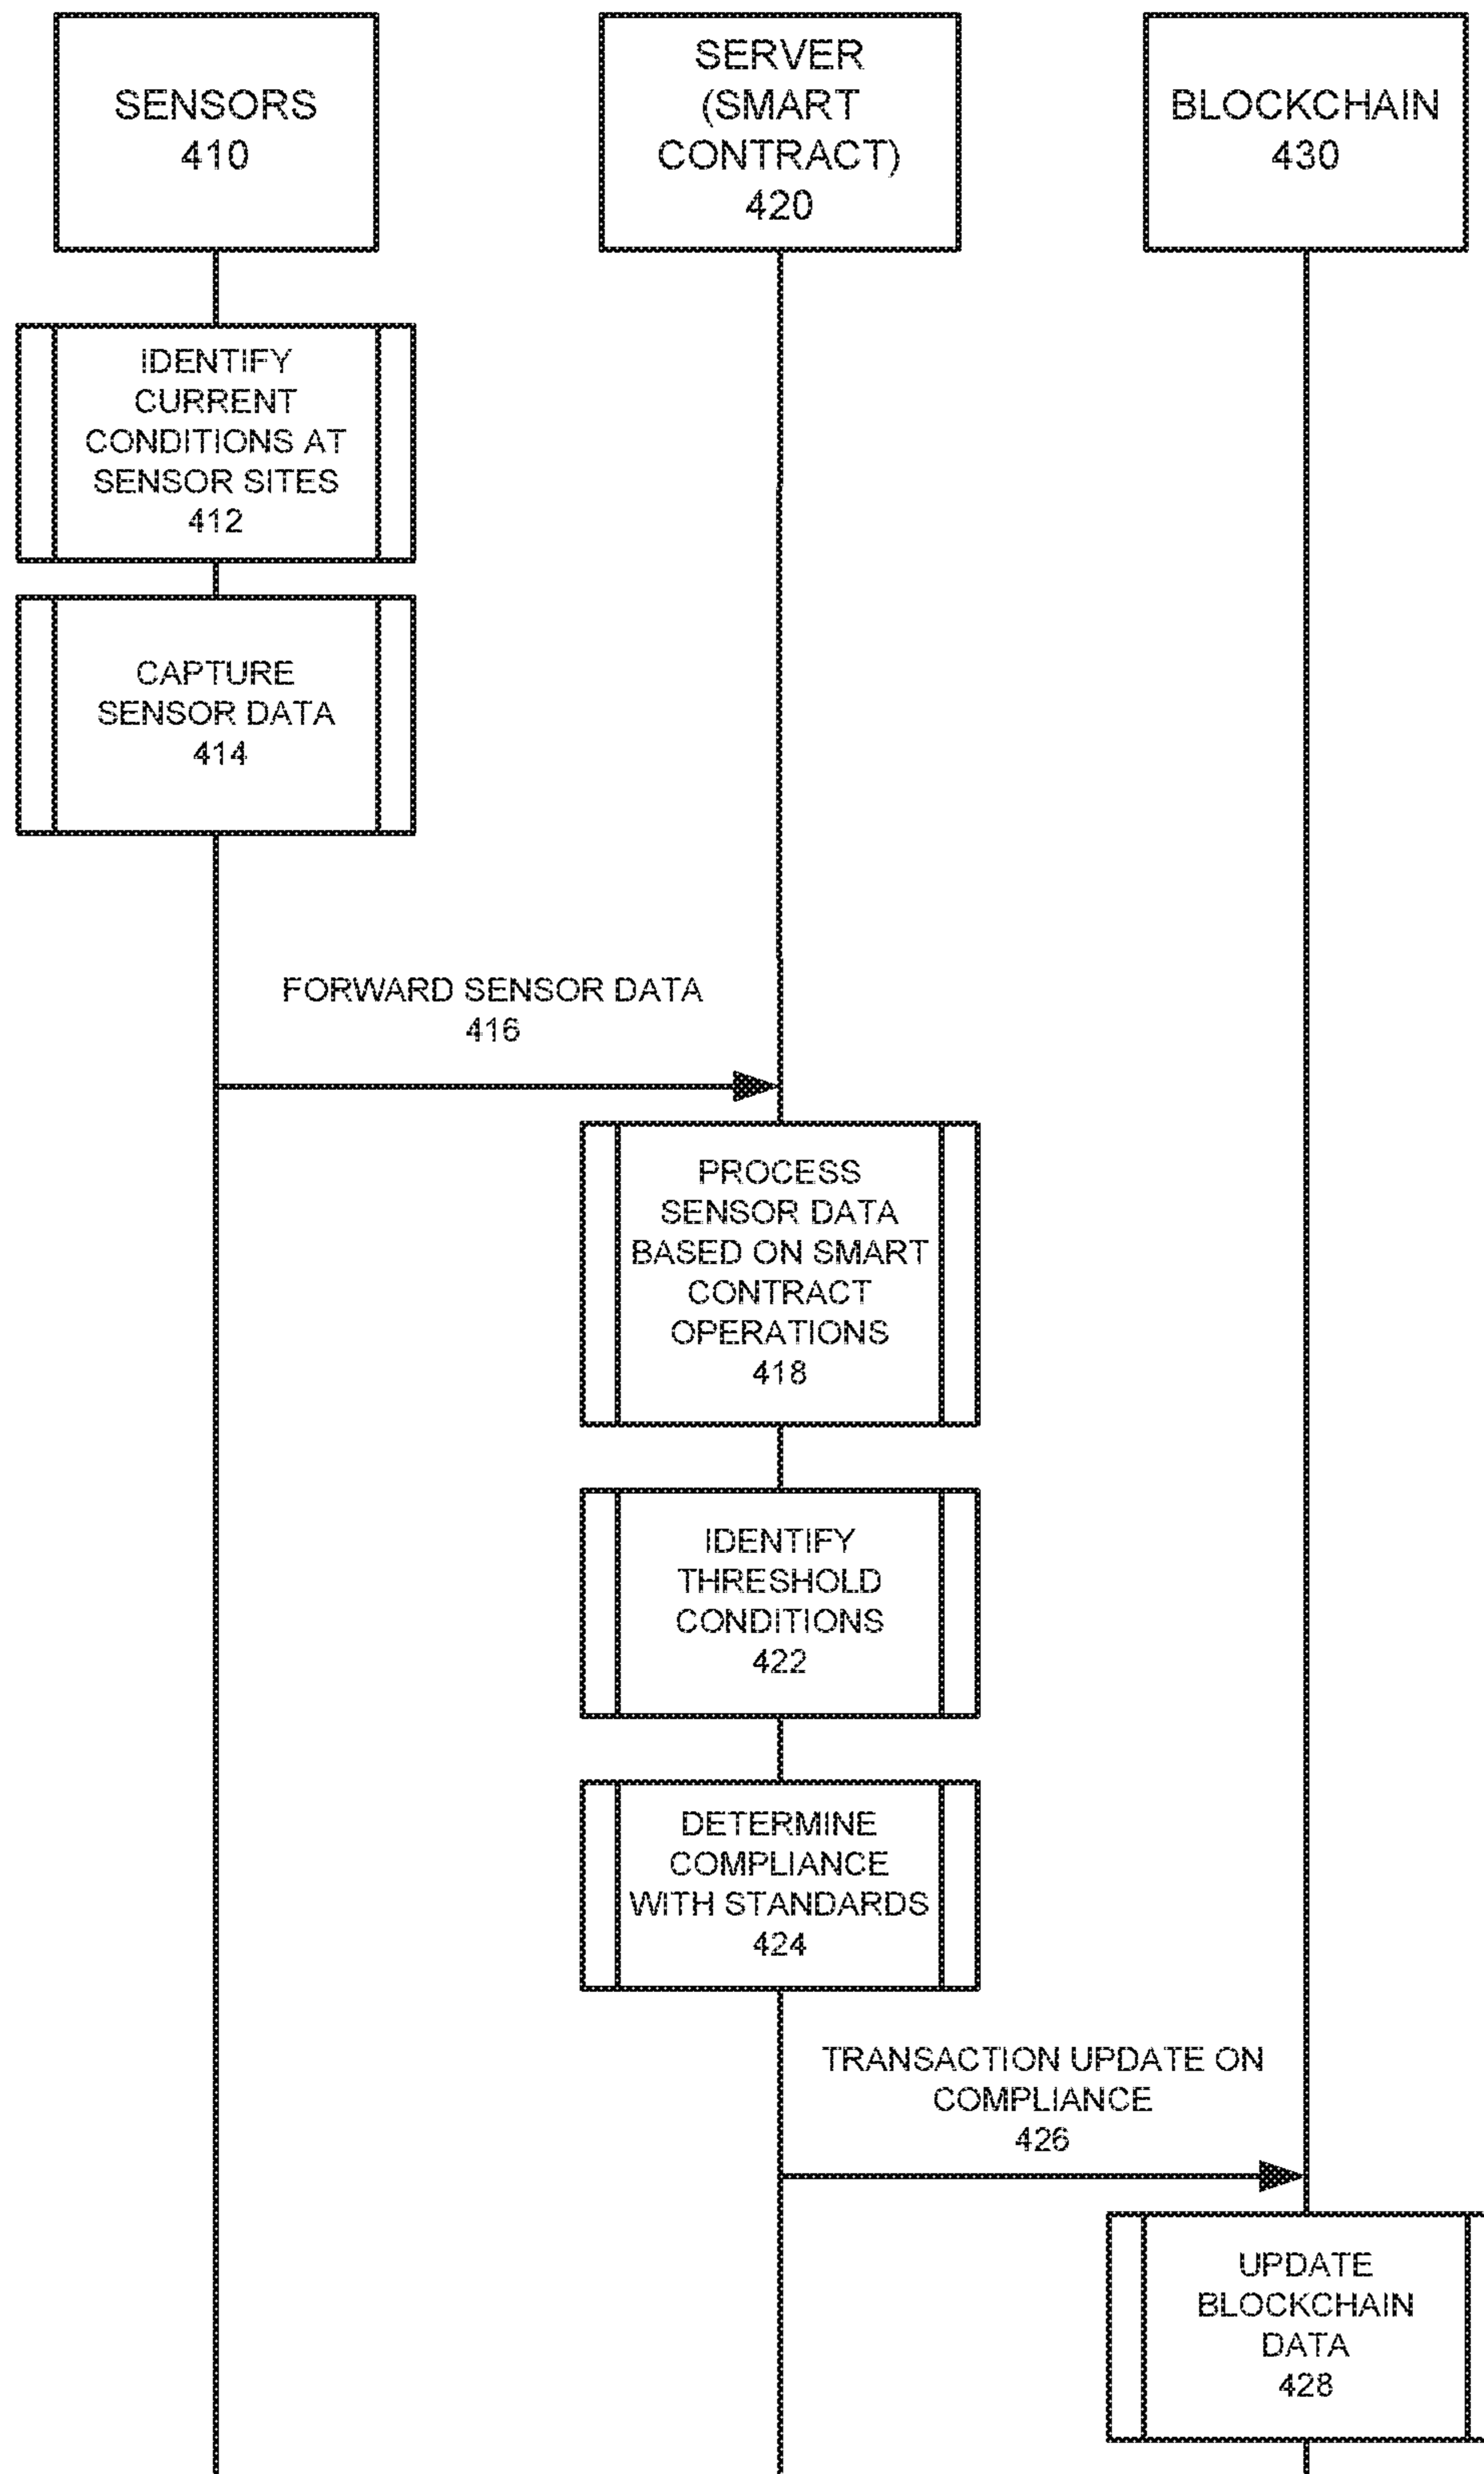 SENSORS
410
SERVER
(SMART
CONTRACT)
420
BLOCKCHAIN
430
IDENTIFY
CURRENT
CONDITIONS AT
SENSOR SITES
412
CAPTURE
SENSOR DATA
414
FORWARD SENSOR DATA
416
PROCESS
SENSOR DATA
BASED ON SMART
CONTRACT
OPERATIONS
418
IDENTIFY
THRESHOLD
CONDITIONS
422
DETERMINE
COMPLIANCE
WITH STANDARDS
424
TRANSACTION UPDATE ON
COMPLIANCE
426
UPDATE
BLOCKCHAIN
DATA
428